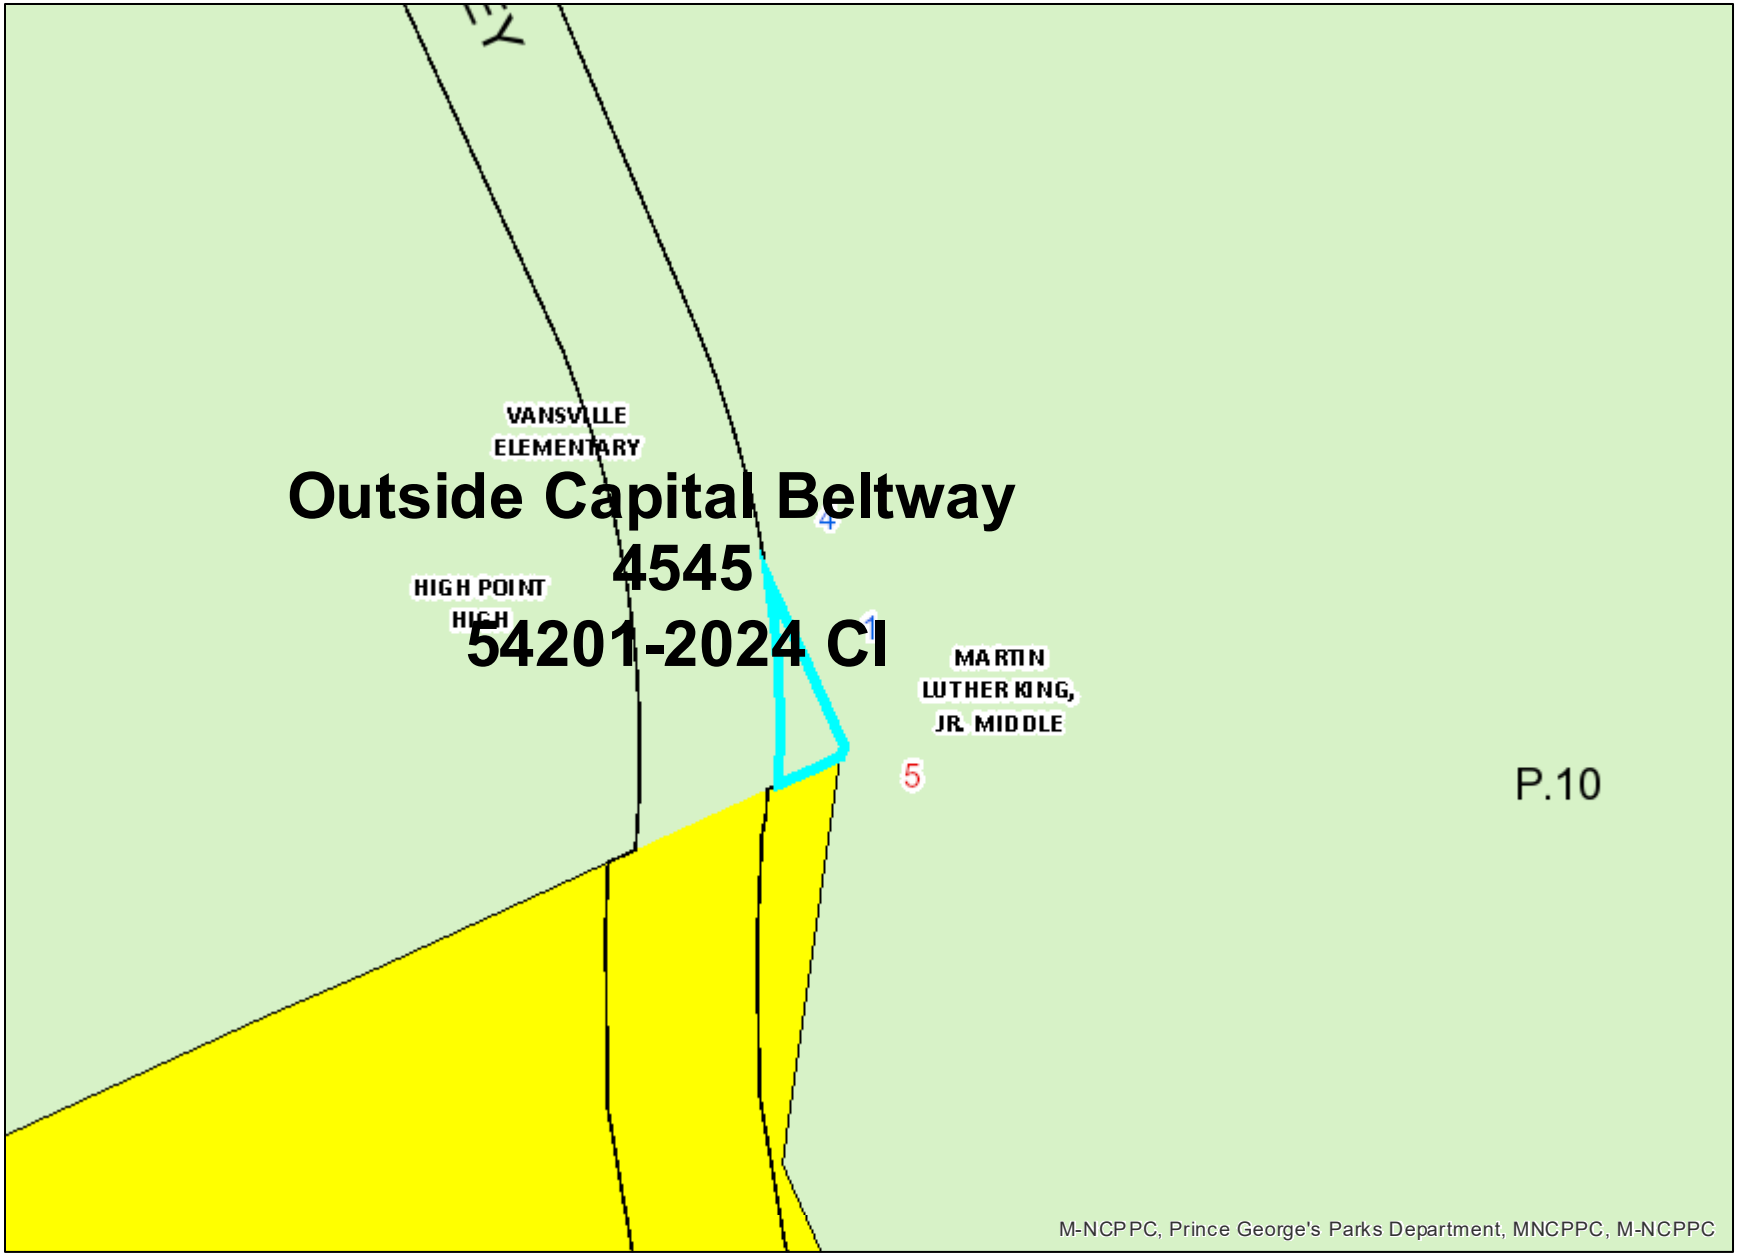 EY
VANSVILLE
ELEMENTARY
Outside Capital Beltway
4
4545
HIGH POINT
HIGH
1
54201-2024 CI
MARTIN
LUTHER KING,
JR. MIDDLE
5
P.10
M-NCPPC, Prince George's Parks Department, MNCPPC, M-NCPPC